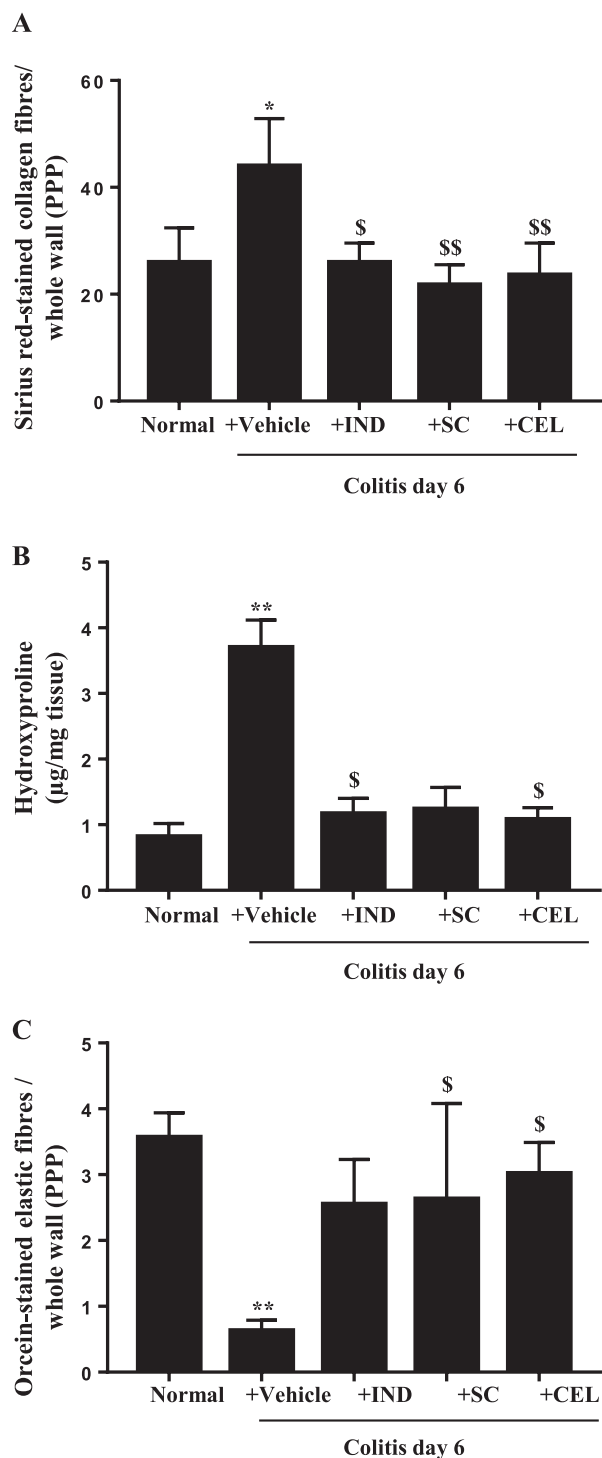 A
Sirius red-stained collagen fibres/
whole wall (PPP)
60
40
20
0
*
$
$$
$$
Normal +Vehicle +IND +SC +CEL
Colitis day 6
B
Hydroxyproline
(µg/mg tissue)
5
4
3
2
1
0
**
$
$
Normal +Vehicle +IND +SC +CEL
Colitis day 6
C
Orcein-stained elastic fibres /
whole wall (PPP)
5
4
3
2
1
0
**
$
$
Normal +Vehicle +IND +SC +CEL
Colitis day 6